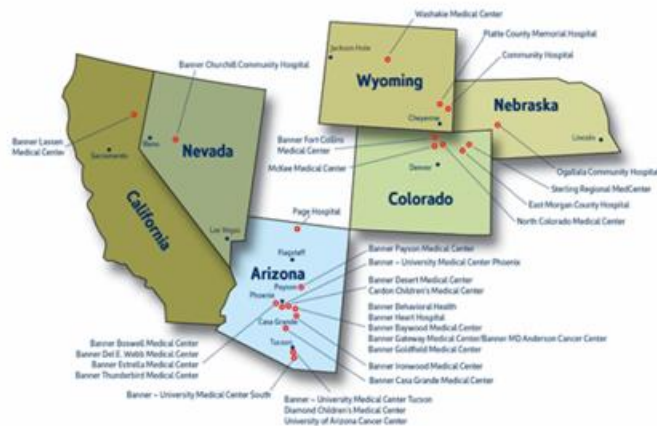 Washakie Medical Center
Platte County Memorial Hospital
Community Hospital
Jackson Hole
Wyoming
Banner Churchill Community Hospital
Cheyenne
Nebraska
Banner Lassen
Medical Center
Reno
Nevada
Sacramento
Lincoln
Banner Fort Collins
Medical Center
McKee Medical Center
Denver
Ogallala Community Hospital
Sterling Regional MedCenter
East Morgan County Hospital
North Colorado Medical Center
Colorado
California
Las Vegas
Page Hospital
Flagstaff
Arizona
Payson
Phoenix
Casa Grande
Tucson
Banner Payson Medical Center
Banner – University Medical Center Phoenix
Banner Desert Medical Center
Cardon Children's Medical Center
Banner Behavioral Health
Banner Heart Hospital
Banner Baywood Medical Center
Banner Gateway Medical Center/Banner MD Anderson Cancer Center
Banner Goldfield Medical Center
Banner Ironwood Medical Center
Banner Casa Grande Medical Center
Banner Boswell Medical Center
Banner Del E. Webb Medical Center
Banner Estrella Medical Center
Banner Thunderbird Medical Center
Banner – University Medical Center South
Banner – University Medical Center Tucson
Diamond Children's Medical Center
University of Arizona Cancer Center